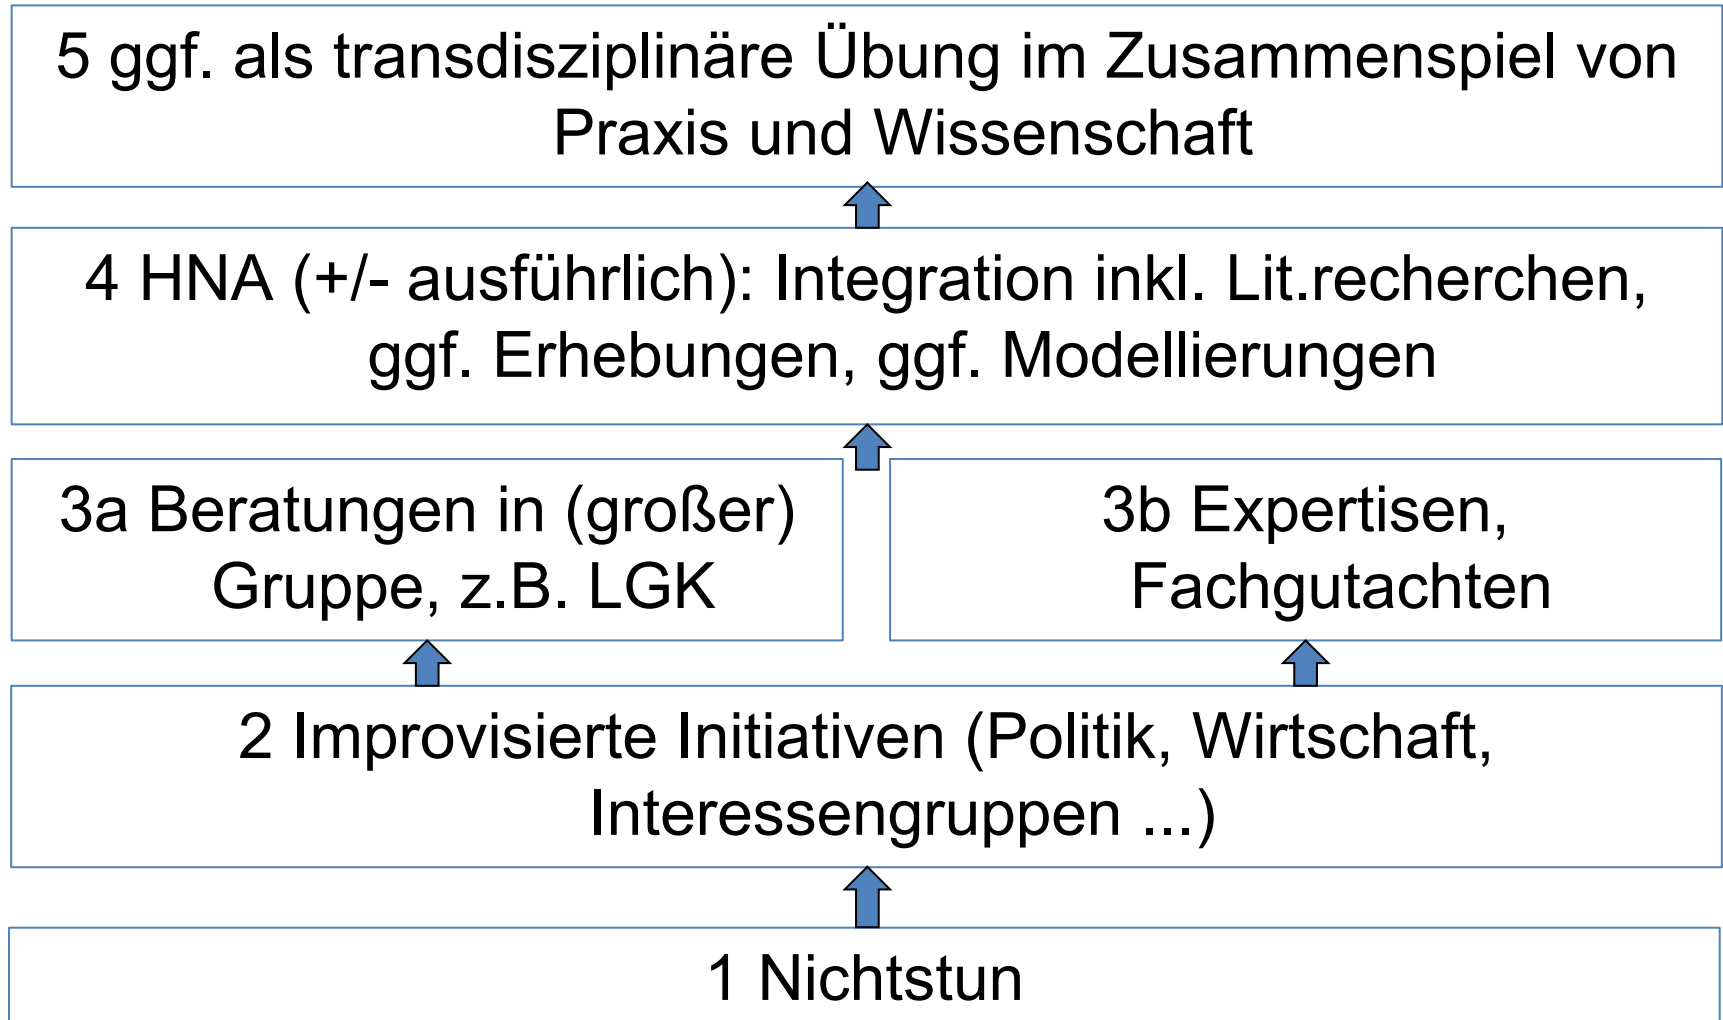 5 ggf. als transdisziplinäre Übung im Zusammenspiel von
Praxis und Wissenschaft
4 HNA (+/- ausführlich): Integration inkl. Lit.recherchen,
ggf. Erhebungen, ggf. Modellierungen
3a Beratungen in (großer)
Gruppe, z.B. LGK
3b Expertisen,
Fachgutachten
2 Improvisierte Initiativen (Politik, Wirtschaft,
Interessengruppen ...)
1 Nichtstun